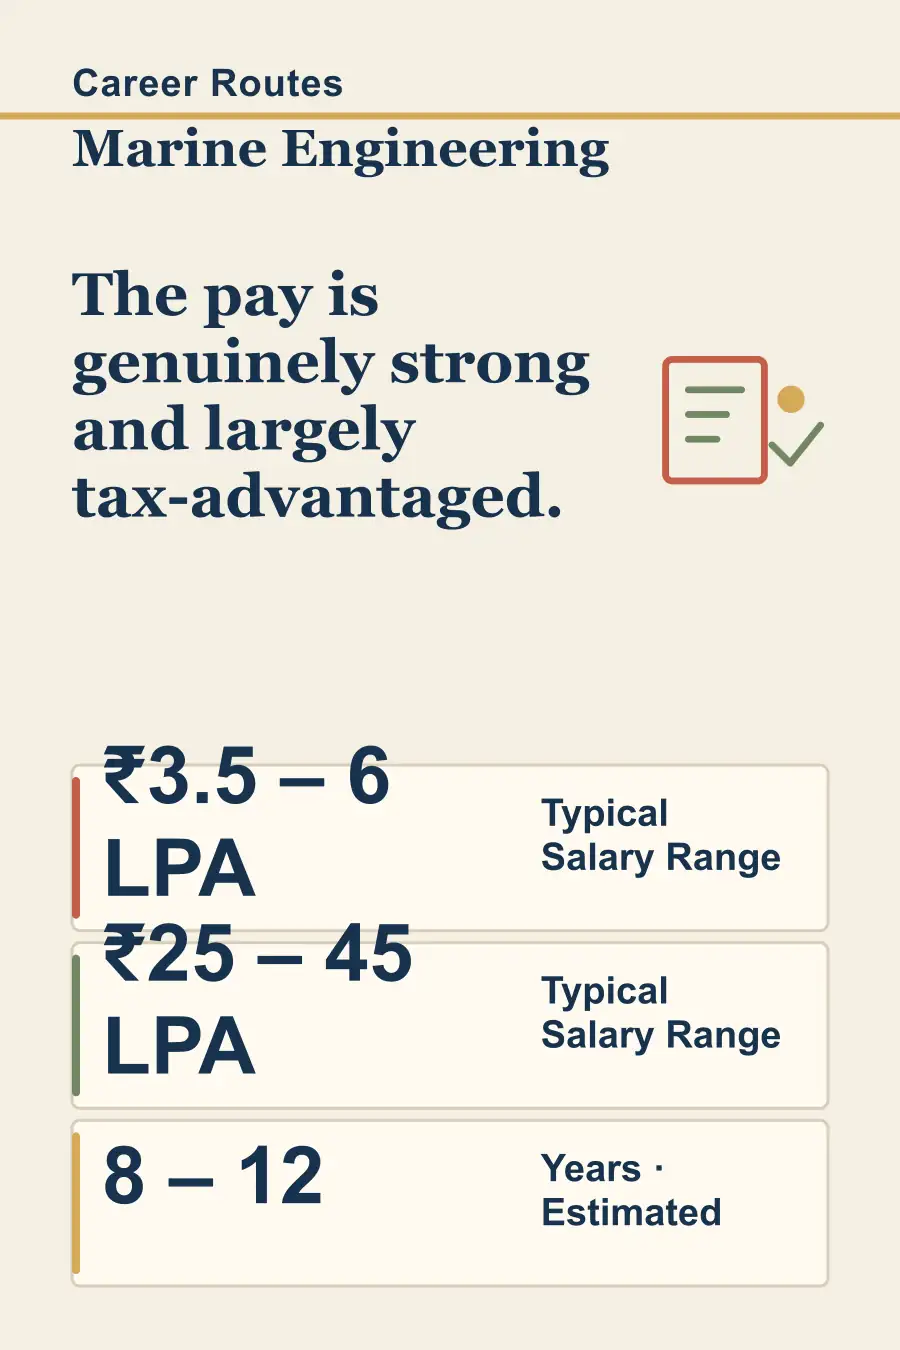 Career Routes
Marine Engineering
The pay is
genuinely strong
and largely
tax-advantaged.
₹3.5 – 6
LPA
Typical
Salary Range
₹25 – 45
LPA
Typical
Salary Range
8 – 12
Years ·
Estimated